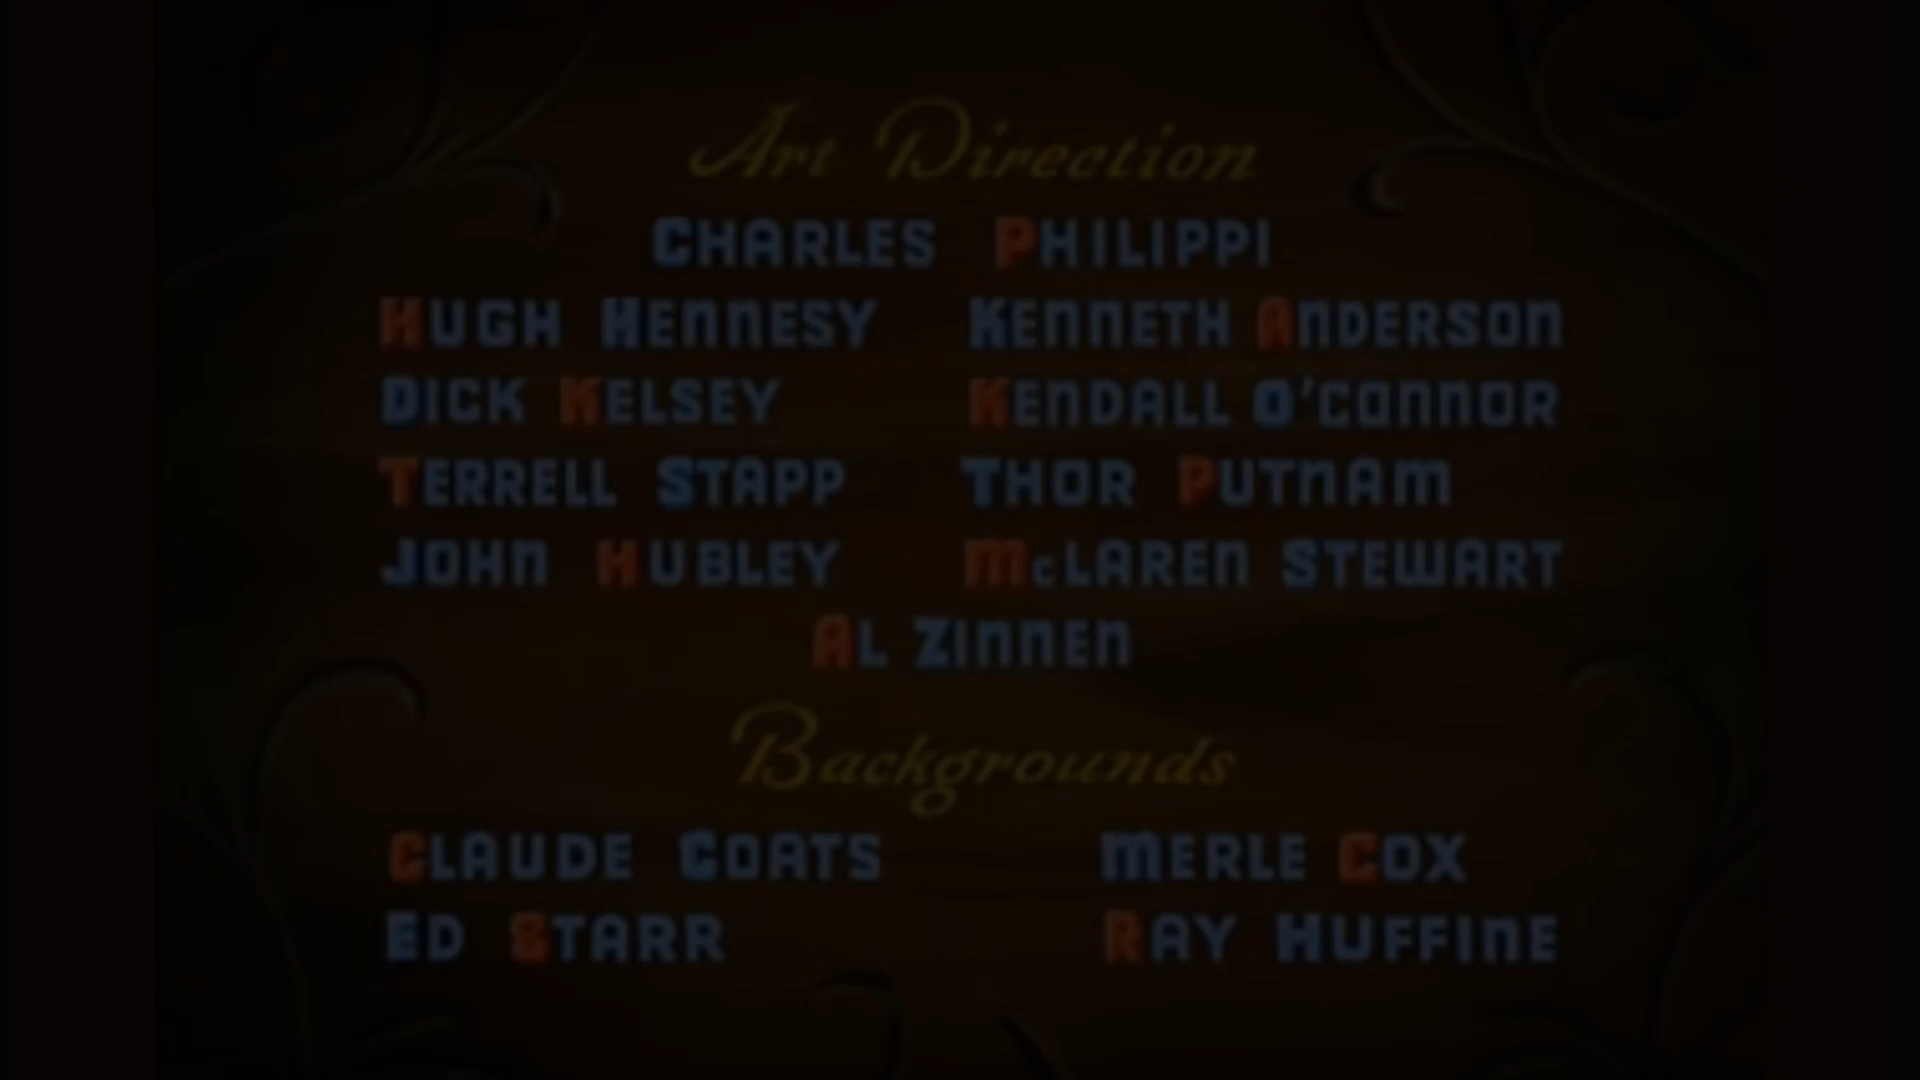 Art Direction
CHARLES PHILIPPI
HUGH HENNESY KENNETH ANDERSON
DICK KELSEY KENDALL O'CONNOR
TERRELL STAPP THOR PUTNAM
JOHN HUBLEY McLAREN STEWART
AL ZINNEN
Backgrounds
CLAUDE COATS MERLE COX
ED STARR RAY HUFFINE